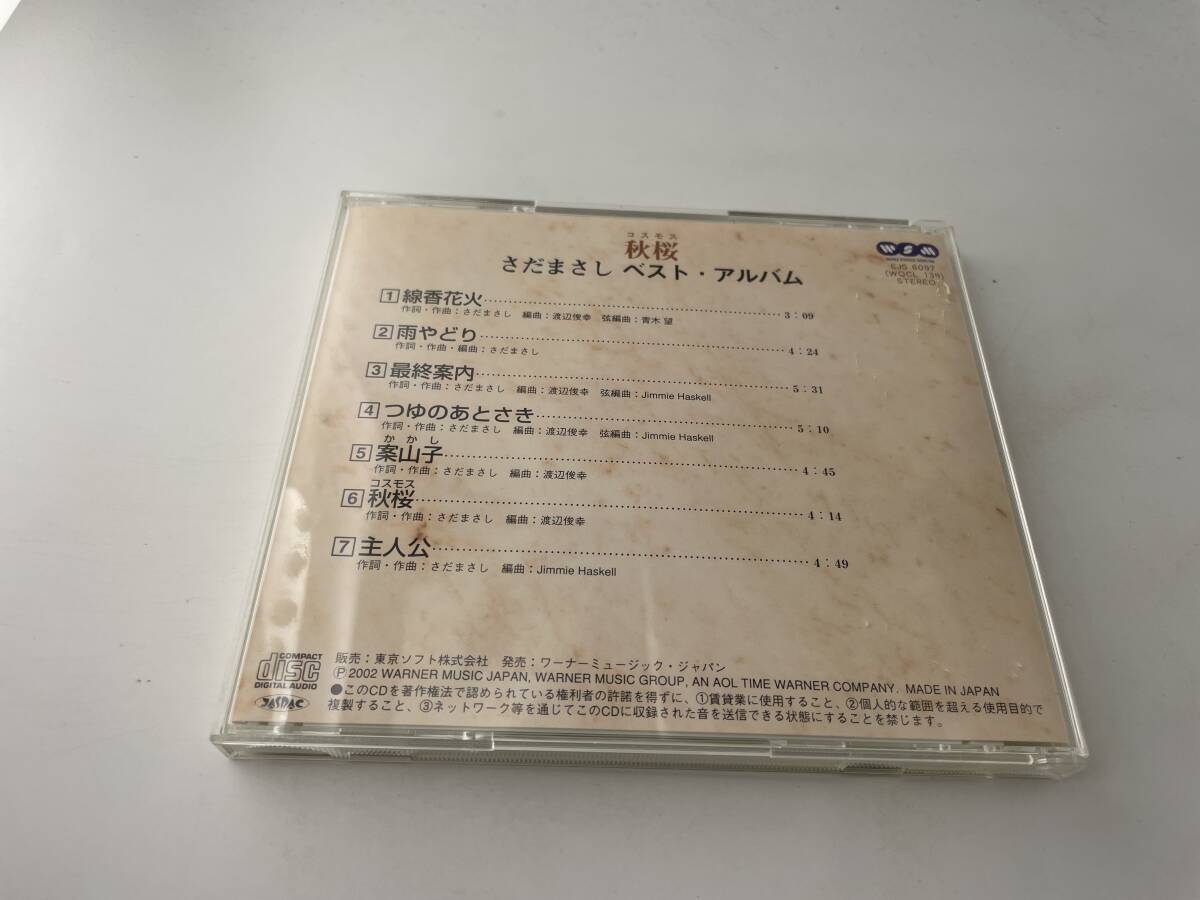 コスモス
秋桜
さだまさし ベスト・アルバム
WSM
EJS 6097
(WQCL 139)
STEREO
1 線香花火 3:09
作詞・作曲:さだまさし 編曲:渡辺俊幸 弦編曲:青木 望
2 雨やどり 4:24
作詞・作曲・編曲:さだまさし
3 最終案内 5:31
作詞・作曲:さだまさし 編曲:渡辺俊幸 弦編曲:Jimmie Haskell
4 つゆのあとさき 5:10
作詞・作曲:さだまさし 編曲:渡辺俊幸 弦編曲:Jimmie Haskell
かかし
5 案山子 4:45
作詞・作曲:さだまさし 編曲:渡辺俊幸
コスモス
6 秋桜 4:14
作詞・作曲:さだまさし 編曲:渡辺俊幸
7 主人公 4:49
作詞・作曲:さだまさし 編曲:Jimmie Haskell
COMPACT
disc
DIGITAL AUDIO
JASRAC
販売:東京ソフト株式会社 発売:ワーナーミュージック・ジャパン
℗ 2002 WARNER MUSIC JAPAN, WARNER MUSIC GROUP, AN AOL TIME WARNER COMPANY. MADE IN JAPAN
●このCDを著作権法で認められている権利者の許諾を得ずに、①賃貸業に使用すること、②個人的な範囲を超える使用目的で
複製すること、③ネットワーク等を通じてこのCDに収録された音を送信できる状態にすることを禁じます。